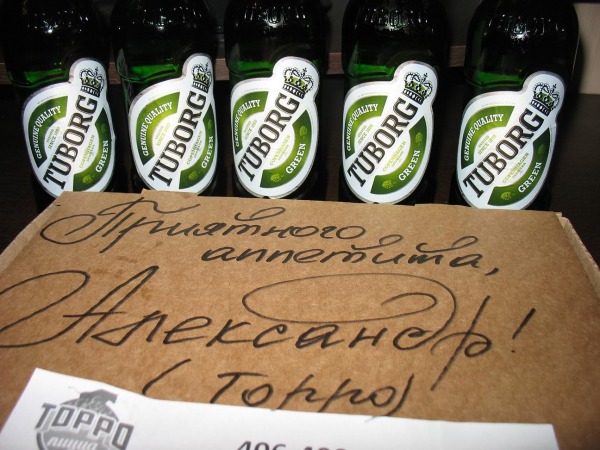 GENUINE QUALITY
TUBORG
GREEN
GENUINE QUALITY
TUBORG
GREEN
GENUINE QUALITY
TUBORG
GREEN
GENUINE QUALITY
TUBORG
GREEN
GENUINE QUALITY
TUBORG
GREEN
Приятного
аппетита,
Александр!
(Торро)
ТОРРО
пицца